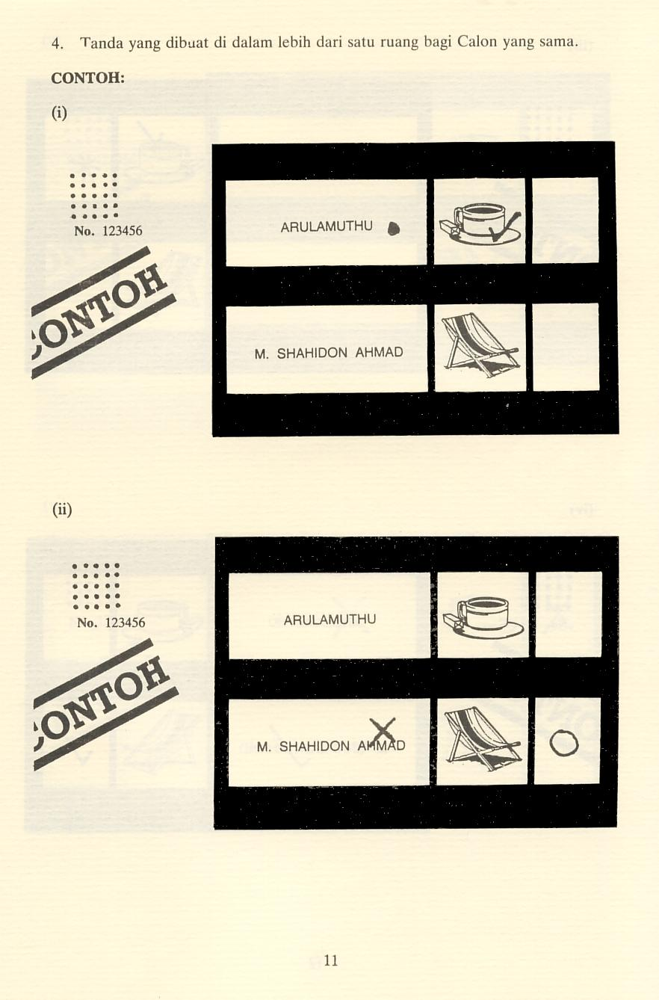 4. Tanda yang dibuat di dalam lebih dari satu ruang bagi Calon yang sama.
CONTOH:
(i)
No. 123456
CONTOH
ARULAMUTHU
M. SHAHIDON AHMAD
(ii)
No. 123456
CONTOH
ARULAMUTHU
M. SHAHIDON AHMAD
11